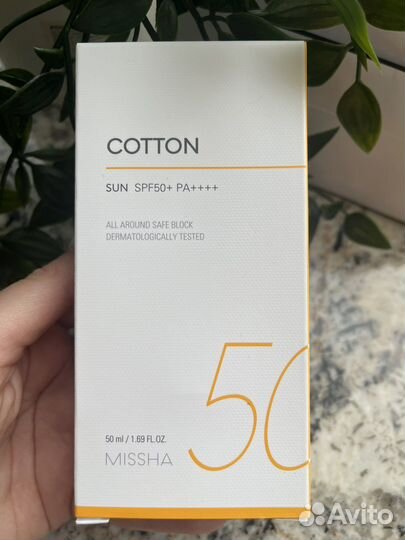 COTTON
SUN SPF50+ PA++++
ALL AROUND SAFE BLOCK
DERMATOLOGICALLY TESTED
50
50 ml / 1.69 FL.OZ.
MISSHA
Avito